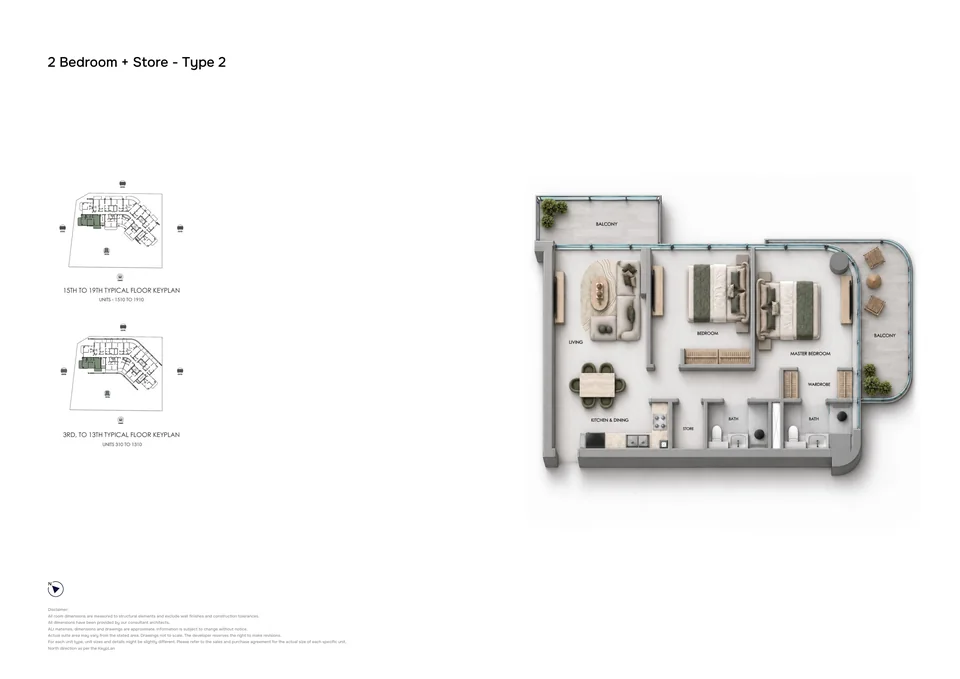 2 Bedroom + Store - Type 2
15TH TO 19TH TYPICAL FLOOR KEYPLAN
UNITS - 1510 TO 1910
3RD, TO 13TH TYPICAL FLOOR KEYPLAN
UNITS 310 TO 1310
BALCONY
LIVING
BEDROOM
MASTER BEDROOM
BALCONY
WARDROBE
KITCHEN & DINING
STORE
BATH
BATH
N
Disclaimer:
All room dimensions are measured to structural elements and exclude wall finishes and construction tolerances.
All dimensions have been provided by our consultant architects.
ALL materials, dimensions and drawings are approximate information is subject to change without notice.
Actual suite area may vary from the stated area. Drawings not to scale. The developer reserves the right to make revisions.
For each unit type, unit sizes and details might be slightly different. Please refer to the sales and purchase agreement for the actual size of each specific unit.
North direction as per the Keyplan